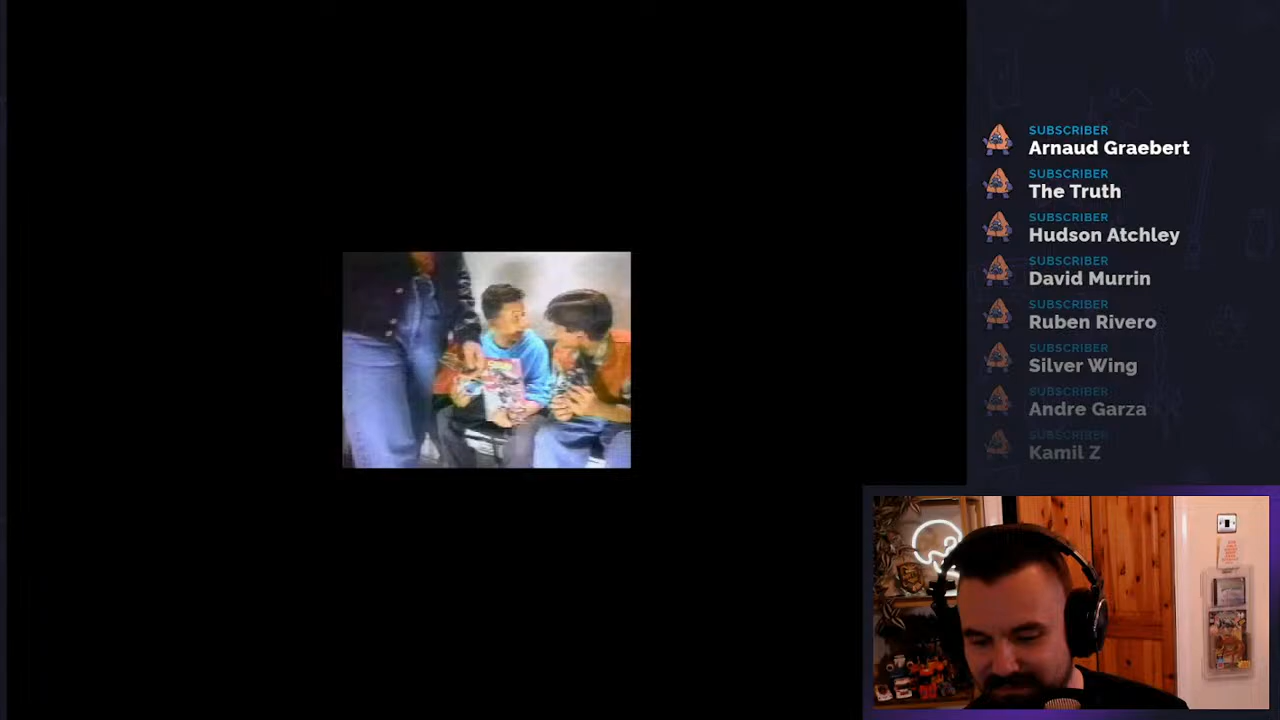 SUBSCRIBER
Arnaud Graebert
SUBSCRIBER
The Truth
SUBSCRIBER
Hudson Atchley
SUBSCRIBER
David Murrin
SUBSCRIBER
Ruben Rivero
SUBSCRIBER
Silver Wing
SUBSCRIBER
Andre Garza
SUBSCRIBER
Kamil Z